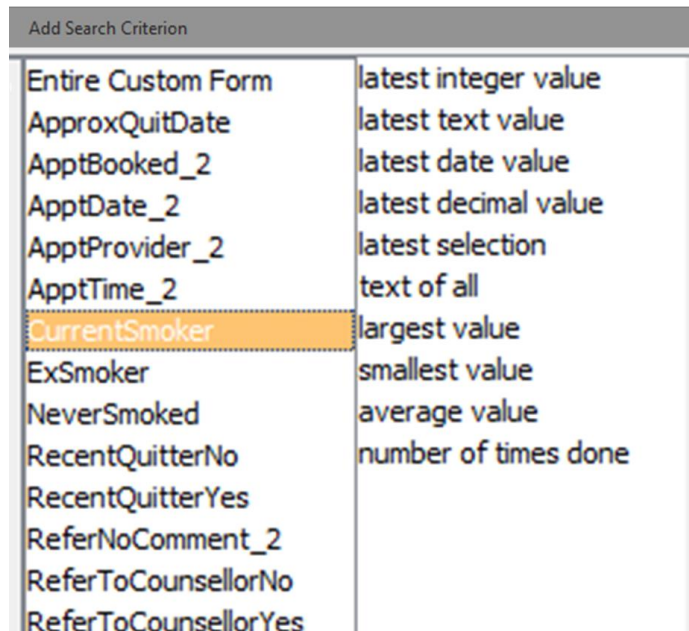 Add Search Criterion
Entire Custom Form
ApproxQuitDate
ApptBooked_2
ApptDate_2
ApptProvider_2
ApptTime_2
CurrentSmoker
ExSmoker
NeverSmoked
RecentQuitterNo
RecentQuitterYes
ReferNoComment_2
ReferToCounsellorNo
ReferToCounsellorYes
latest integer value
latest text value
latest date value
latest decimal value
latest selection
text of all
largest value
smallest value
average value
number of times done